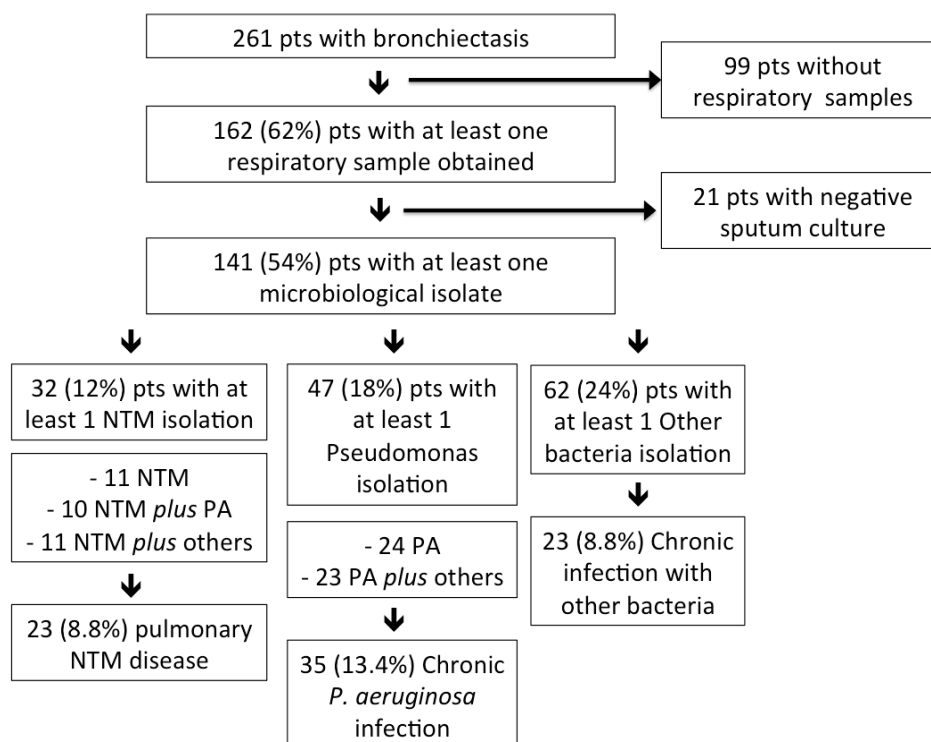 261 pts with bronchiectasis
99 pts without
respiratory samples
162 (62%) pts with at least one
respiratory sample obtained
21 pts with negative
sputum culture
141 (54%) pts with at least one
microbiological isolate
32 (12%) pts with at
least 1 NTM isolation
- 11 NTM
- 10 NTM plus PA
- 11 NTM plus others
23 (8.8%) pulmonary
NTM disease
47 (18%) pts with
at least 1
Pseudomonas
isolation
- 24 PA
- 23 PA plus others
35 (13.4%) Chronic
P. aeruginosa
infection
62 (24%) pts with
at least 1 Other
bacteria isolation
23 (8.8%) Chronic
infection with
other bacteria